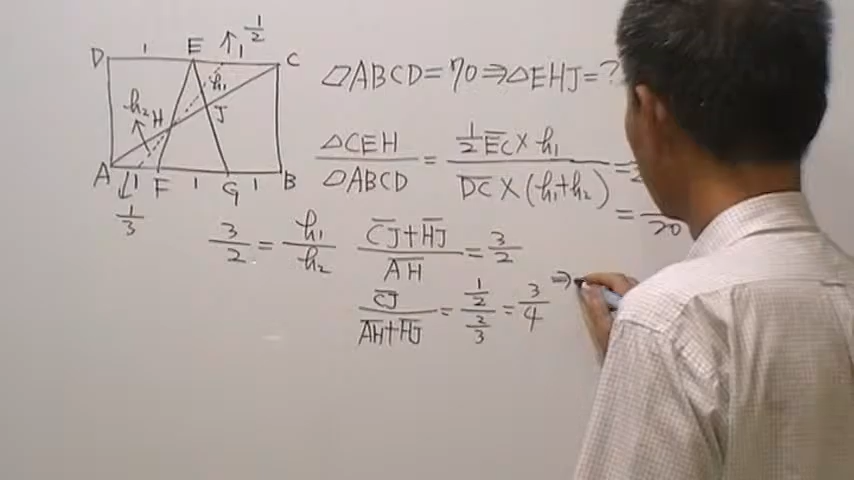 D 1 E 1 1/2 C
h₁
h₂ H J
A 1 F 1 G 1 B
1/3
▱ABCD = 70 ⇒ △EHJ = ?
△CEH / ▱ABCD = (1/2 EC × h₁) / (DC × (h₁+h₂)) =
= /20
3/2 = h₁/h₂ (CJ+HJ)/AH = 3/2
CJ/(AH+HJ) = (1/2)/(2/3) = 3/4 ⇒